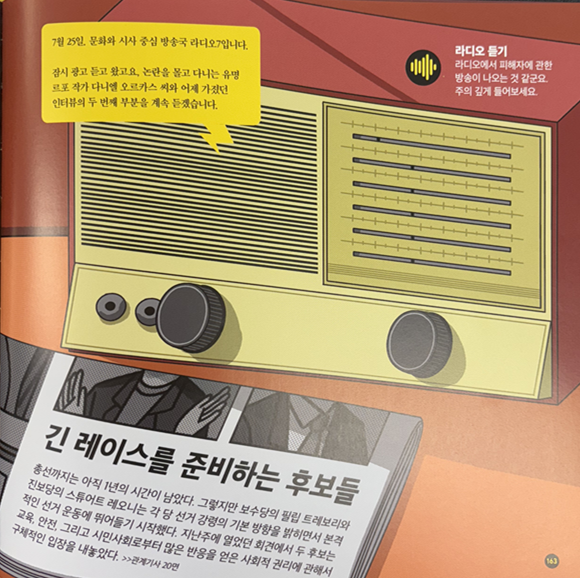 7월 25일, 문화와 시사 중심 방송국 라디오7입니다.
잠시 광고 듣고 왔고요, 논란을 몰고 다니는 유명
르포 작가 다니엘 오르카스 씨와 어제 가졌던
인터뷰의 두 번째 부분을 계속 듣겠습니다.
라디오 듣기
라디오에서 피해자에 관한
방송이 나오는 것 같군요.
주의 깊게 들어보세요.
긴 레이스를 준비하는 후보들
총선까지는 아직 1년의 시간이 남았다. 그렇지만 보수당의 필립 트레보리와
진보당의 스튜어트 레오니는 각 당 선거 강령의 기본 방향을 밝히면서 본격
적인 선거 운동에 뛰어들기 시작했다. 지난주에 열었던 회견에서 두 후보는
교육, 안전, 그리고 시민사회로부터 많은 반응을 얻은 사회적 권리에 관해서
구체적인 입장을 내놓았다. >>관계기사 20면
163